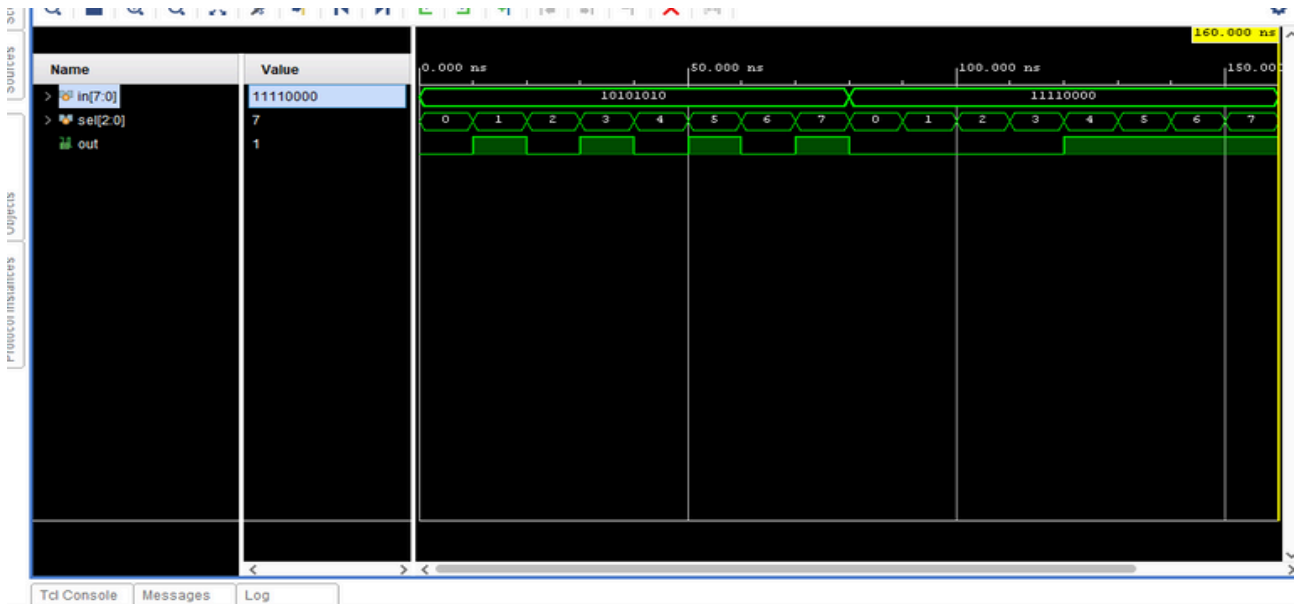 160.000 ns
Name Value 0.000 ns 50.000 ns 100.000 ns 150.00
in[7:0] 11110000 10101010 11110000
sel[2:0] 7 0 1 2 3 4 5 6 7 0 1 2 3 4 5 6 7
out 1
Sources
Objects
Protocol Instances
Tcl Console Messages Log